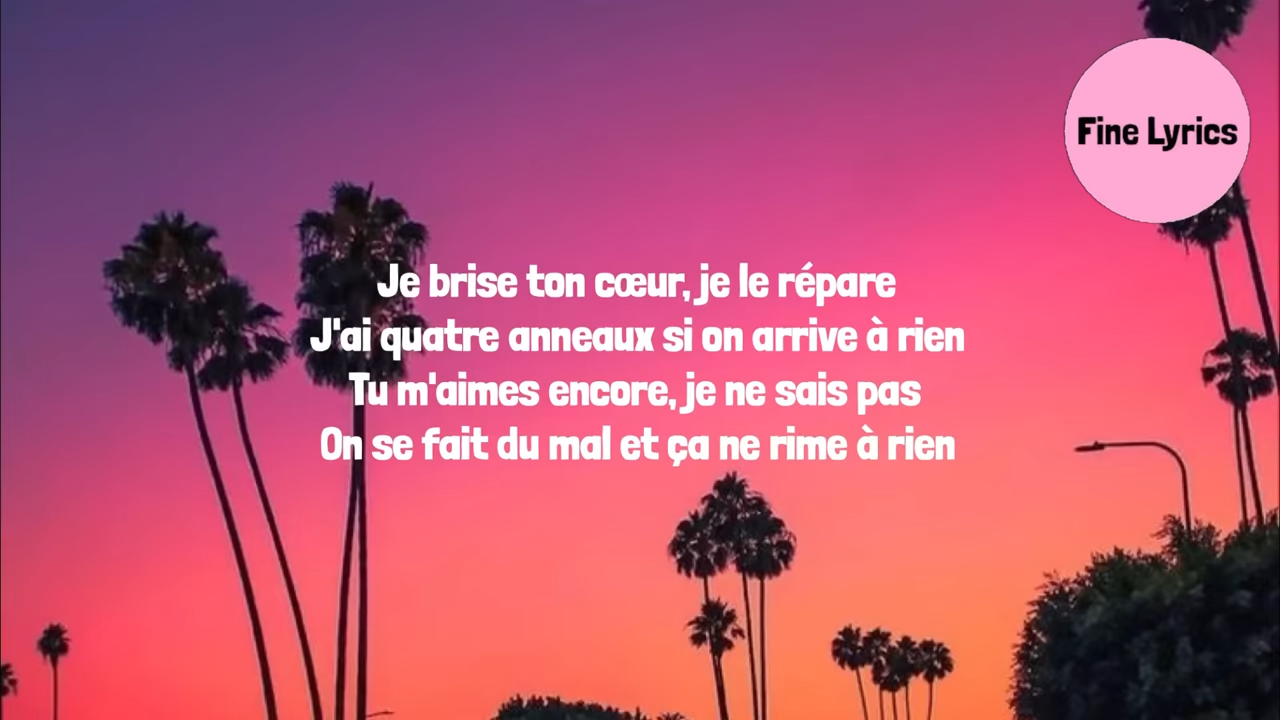 Fine Lyrics
Je brise ton cœur, je le répare
J'ai quatre anneaux si on arrive à rien
Tu m'aimes encore, je ne sais pas
On se fait du mal et ça ne rime à rien